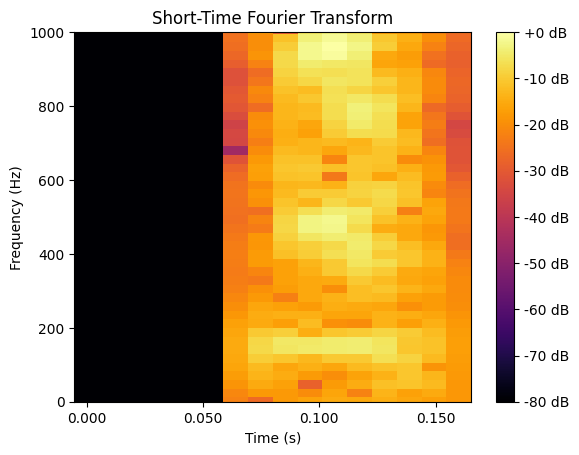 Short-Time Fourier Transform
Frequency (Hz)
1000
800
600
400
200
0
0.000
0.050
0.100
0.150
Time (s)
+0 dB
-10 dB
-20 dB
-30 dB
-40 dB
-50 dB
-60 dB
-70 dB
-80 dB